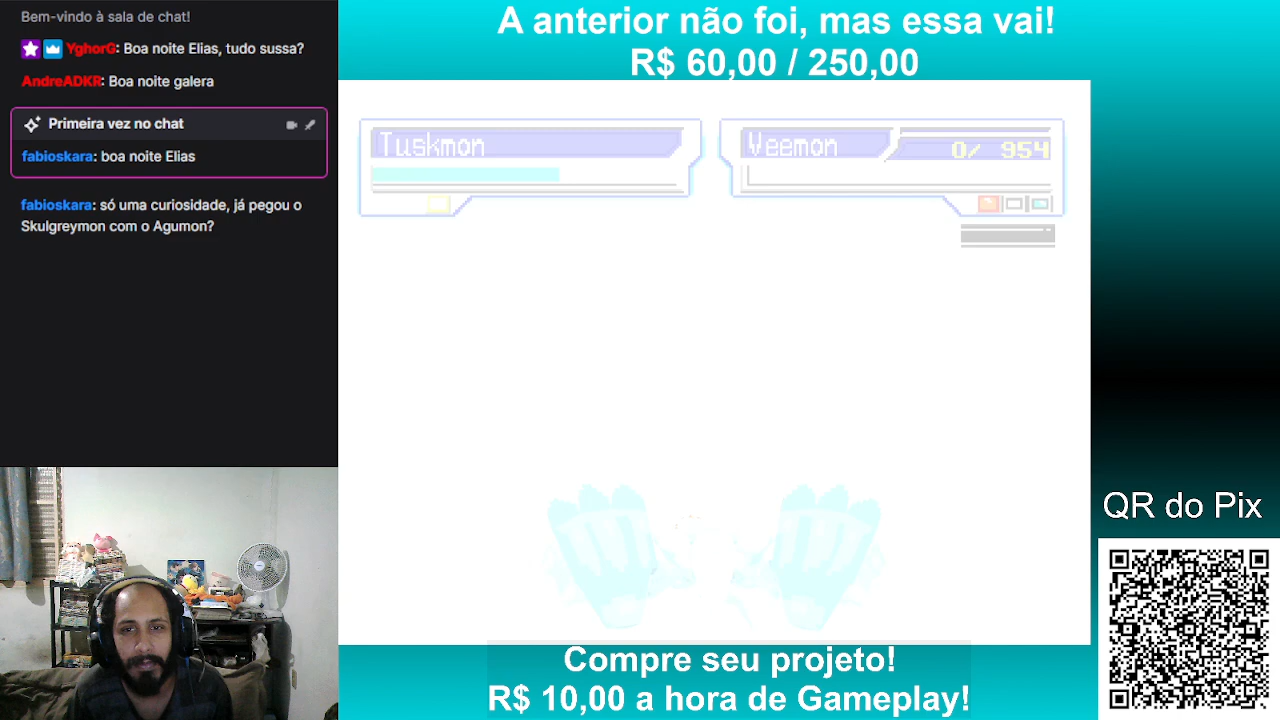 Bem-vindo à sala de chat!
YghorG: Boa noite Elias, tudo sussa?
AndreADKR: Boa noite galera
Primeira vez no chat
fabioskara: boa noite Elias
fabioskara: só uma curiosidade, já pegou o
Skulgreymon com o Agumon?
A anterior não foi, mas essa vai!
R$ 60,00 / 250,00
Tuskmon
Veemon
0/ 954
QR do Pix
Compre seu projeto!
R$ 10,00 a hora de Gameplay!